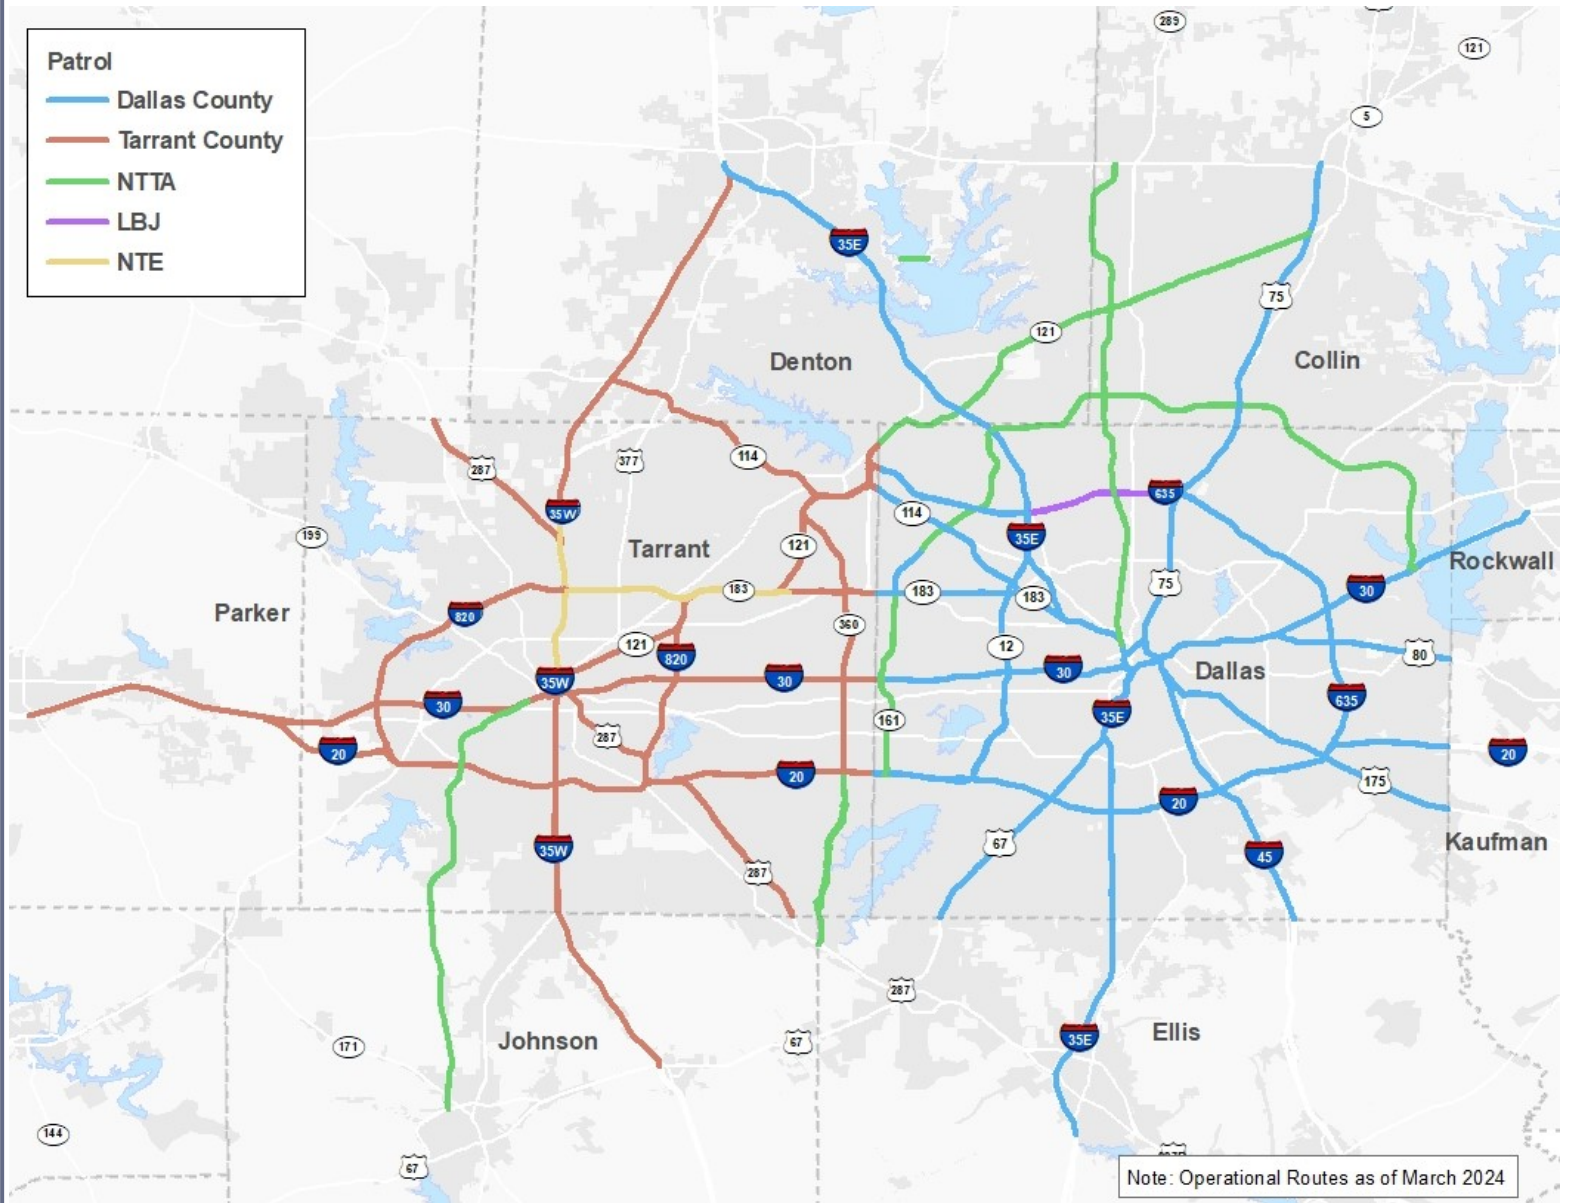 Patrol
Dallas County
Tarrant County
NTTA
LBJ
NTE
289
121
5
35E
75
121
Denton
Collin
287
377
114
35W
635
199
114
Tarrant
121
35E
Rockwall
75
30
820
183
183
183
Parker
360
121
820
12
80
35W
30
30
Dallas
30
635
35E
161
287
20
20
20
175
20
67
Kaufman
35W
45
287
287
Johnson
67
35E
Ellis
171
144
67
Note: Operational Routes as of March 2024